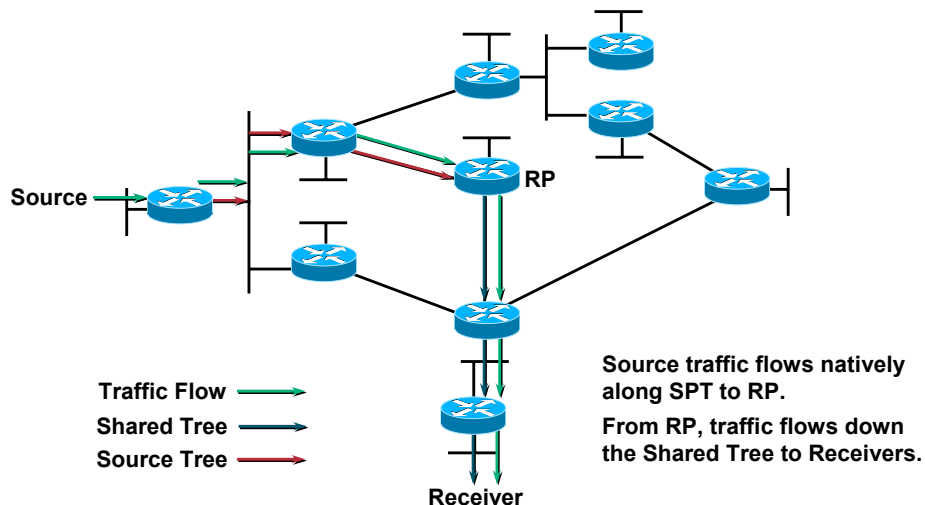 RP
Source
Source traffic flows natively
along SPT to RP.
From RP, traffic flows down
the Shared Tree to Receivers.
Traffic Flow
Shared Tree
Source Tree
Receiver